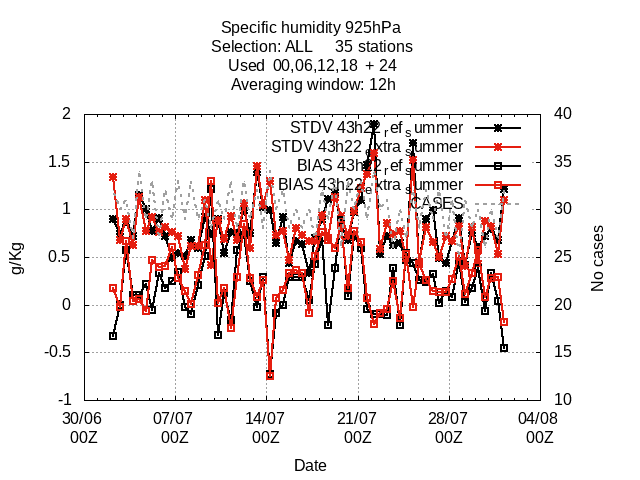 Specific humidity 925hPa
Selection: ALL 35 stations
Used 00,06,12,18 + 24
Averaging window: 12h
STDV 43h22_ref_summer
STDV 43h22_extra_summer
BIAS 43h22_ref_summer
BIAS 43h22_extra_summer
CASES
2
1.5
1
0.5
0
-0.5
-1
g/Kg
40
35
30
25
20
15
10
No cases
30/06 07/07 14/07 21/07 28/07 04/08
00Z 00Z 00Z 00Z 00Z 00Z
Date